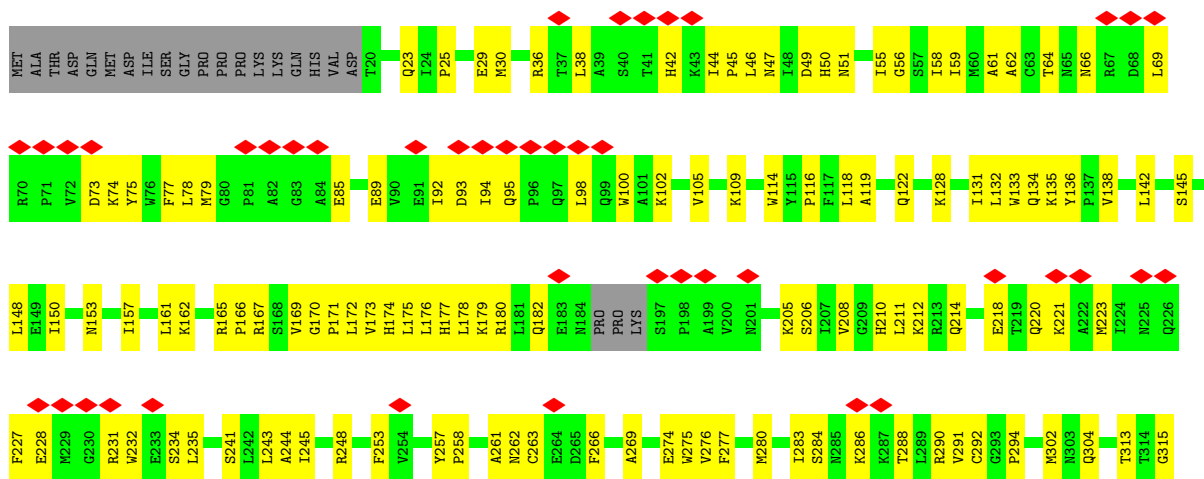 MET ALA THR ASP GLN MET ASP ILE SER GLY PRO PRO PRO LYS LYS GLN HIS VAL ASP T20 Q23 I24 P25 E29 M30 R36 T37 L38 A39 S40 T41 H42 K43 I44 P45 L46 N47 I48 D49 H50 N51 I55 G56 S57 I58 I59 M60 A61 A62 C63 T64 N65 N66 R67 D68 L69
R70 P71 V72 D73 K74 Y75 W76 F77 L78 M79 G80 P81 A82 G83 A84 E85 E89 V90 E91 I92 D93 I94 Q95 P96 Q97 L98 Q99 W100 A101 K102 V105 K109 W114 Y115 P116 F117 L118 A119 Q122 K128 I131 L132 W133 Q134 K135 Y136 P137 V138 L142 S145
L148 E149 I150 N153 I157 L161 K162 R165 P166 R167 S168 V169 G170 P171 L172 V173 H174 L175 L176 H177 L178 K179 R180 L181 Q182 E183 N184 PRO PRO LYS S197 P198 A199 V200 N201 K205 S206 I207 V208 G209 H210 L211 K212 R213 Q214 E218 T219 Q220 K221 A222 M223 I224 N225 Q226
F227 E228 M229 G230 R231 W232 E233 S234 L235 S241 L242 L243 A244 I245 R248 F253 V254 Y257 P258 A261 N262 C263 E264 D265 F266 A269 E274 W275 V276 F277 M280 I283 S284 N285 K286 K287 T288 L289 R290 V291 C292 G293 P294 M302 N303 Q304 T313 T314 G315